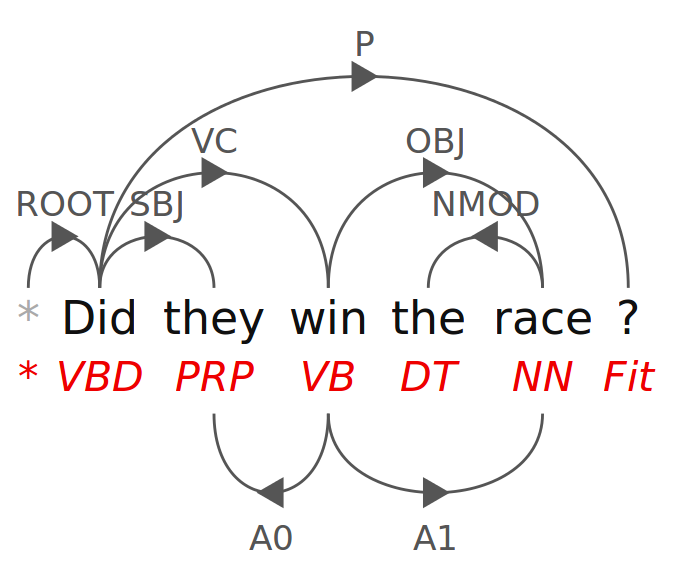 P
VC OBJ
ROOT SBJ NMOD
* Did they win the race ?
* VBD PRP VB DT NN Fit
A0 A1